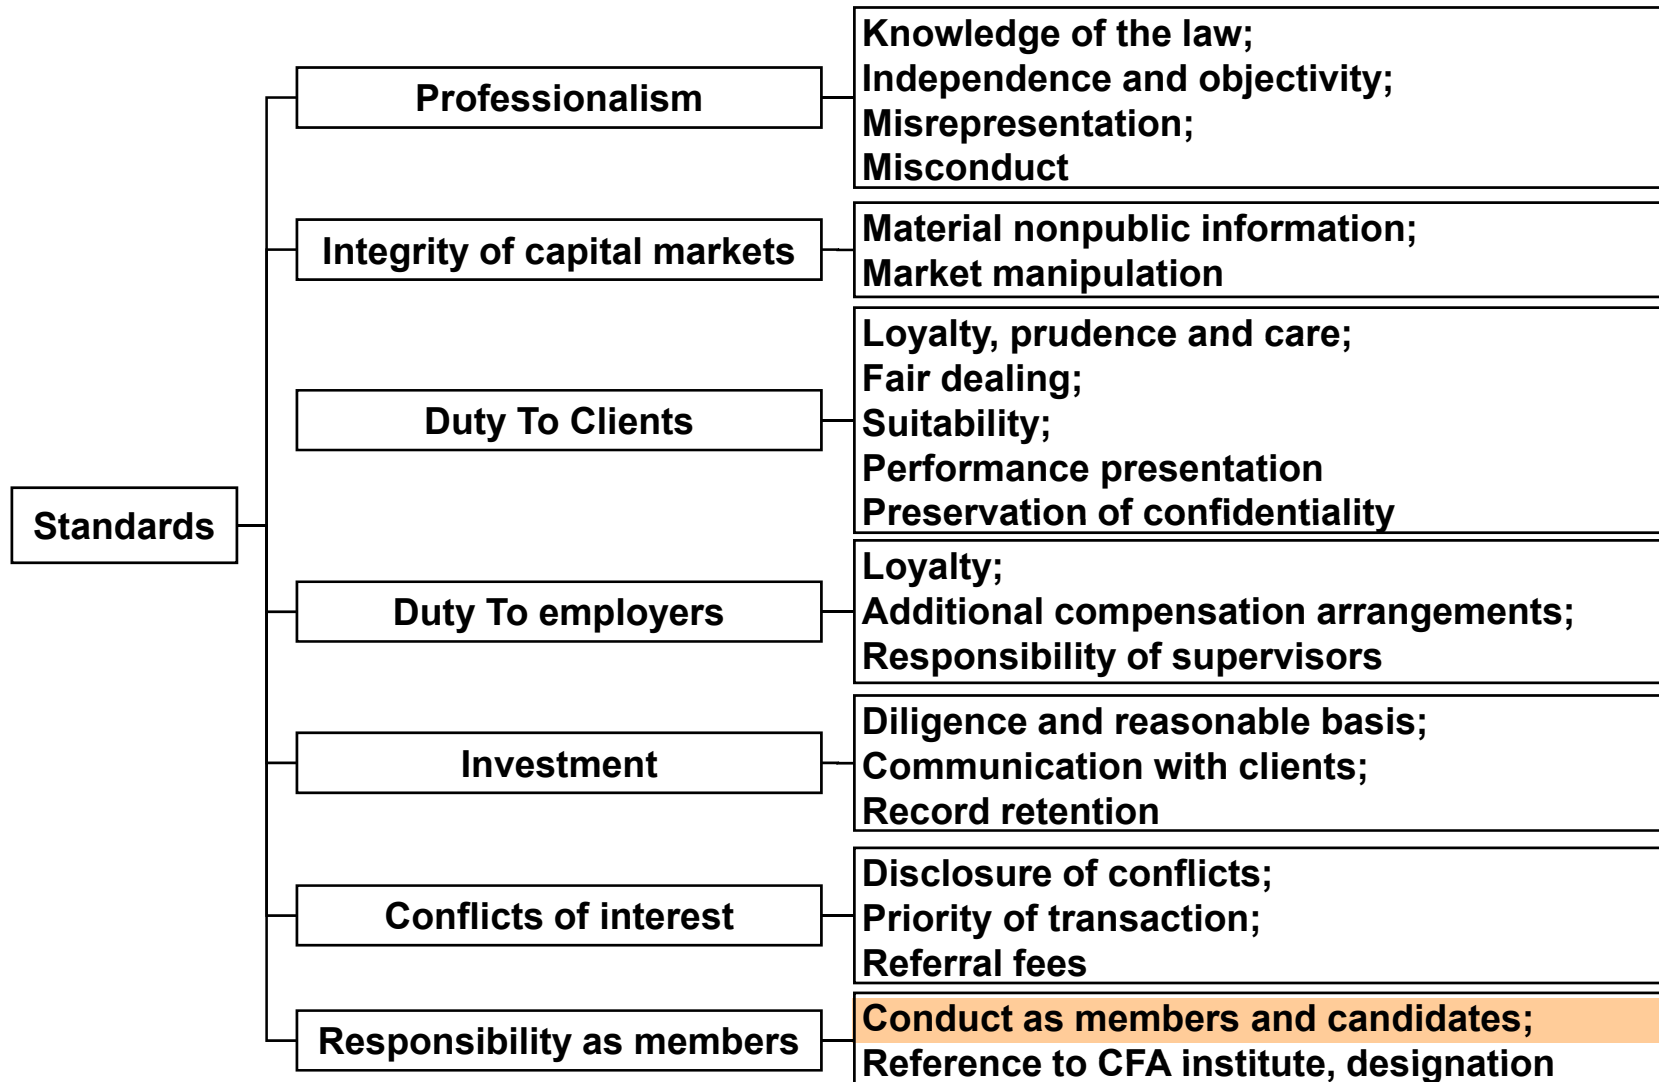 Standards
Professionalism
Knowledge of the law;
Independence and objectivity;
Misrepresentation;
Misconduct
Integrity of capital markets
Material nonpublic information;
Market manipulation
Duty To Clients
Loyalty, prudence and care;
Fair dealing;
Suitability;
Performance presentation
Preservation of confidentiality
Duty To employers
Loyalty;
Additional compensation arrangements;
Responsibility of supervisors
Investment
Diligence and reasonable basis;
Communication with clients;
Record retention
Conflicts of interest
Disclosure of conflicts;
Priority of transaction;
Referral fees
Responsibility as members
Conduct as members and candidates;
Reference to CFA institute, designation